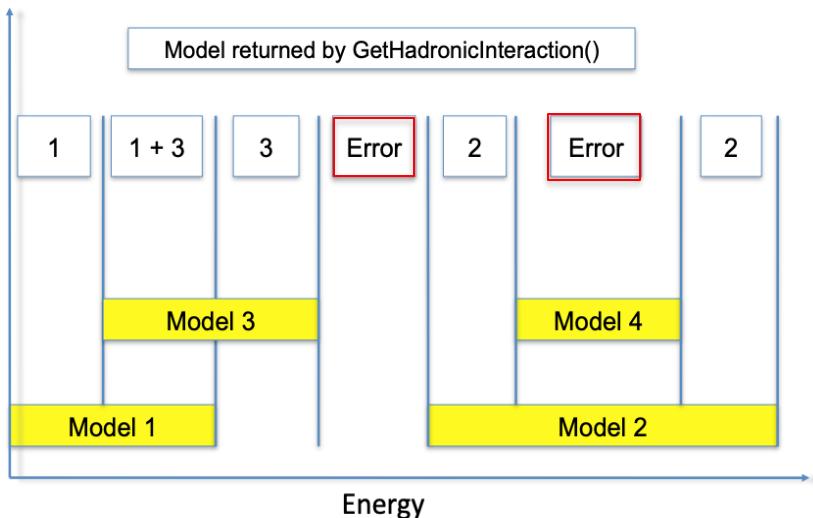 Model returned by GetHadronicInteraction()
1
1 + 3
3
Error
2
Error
2
Model 3
Model 4
Model 1
Model 2
Energy